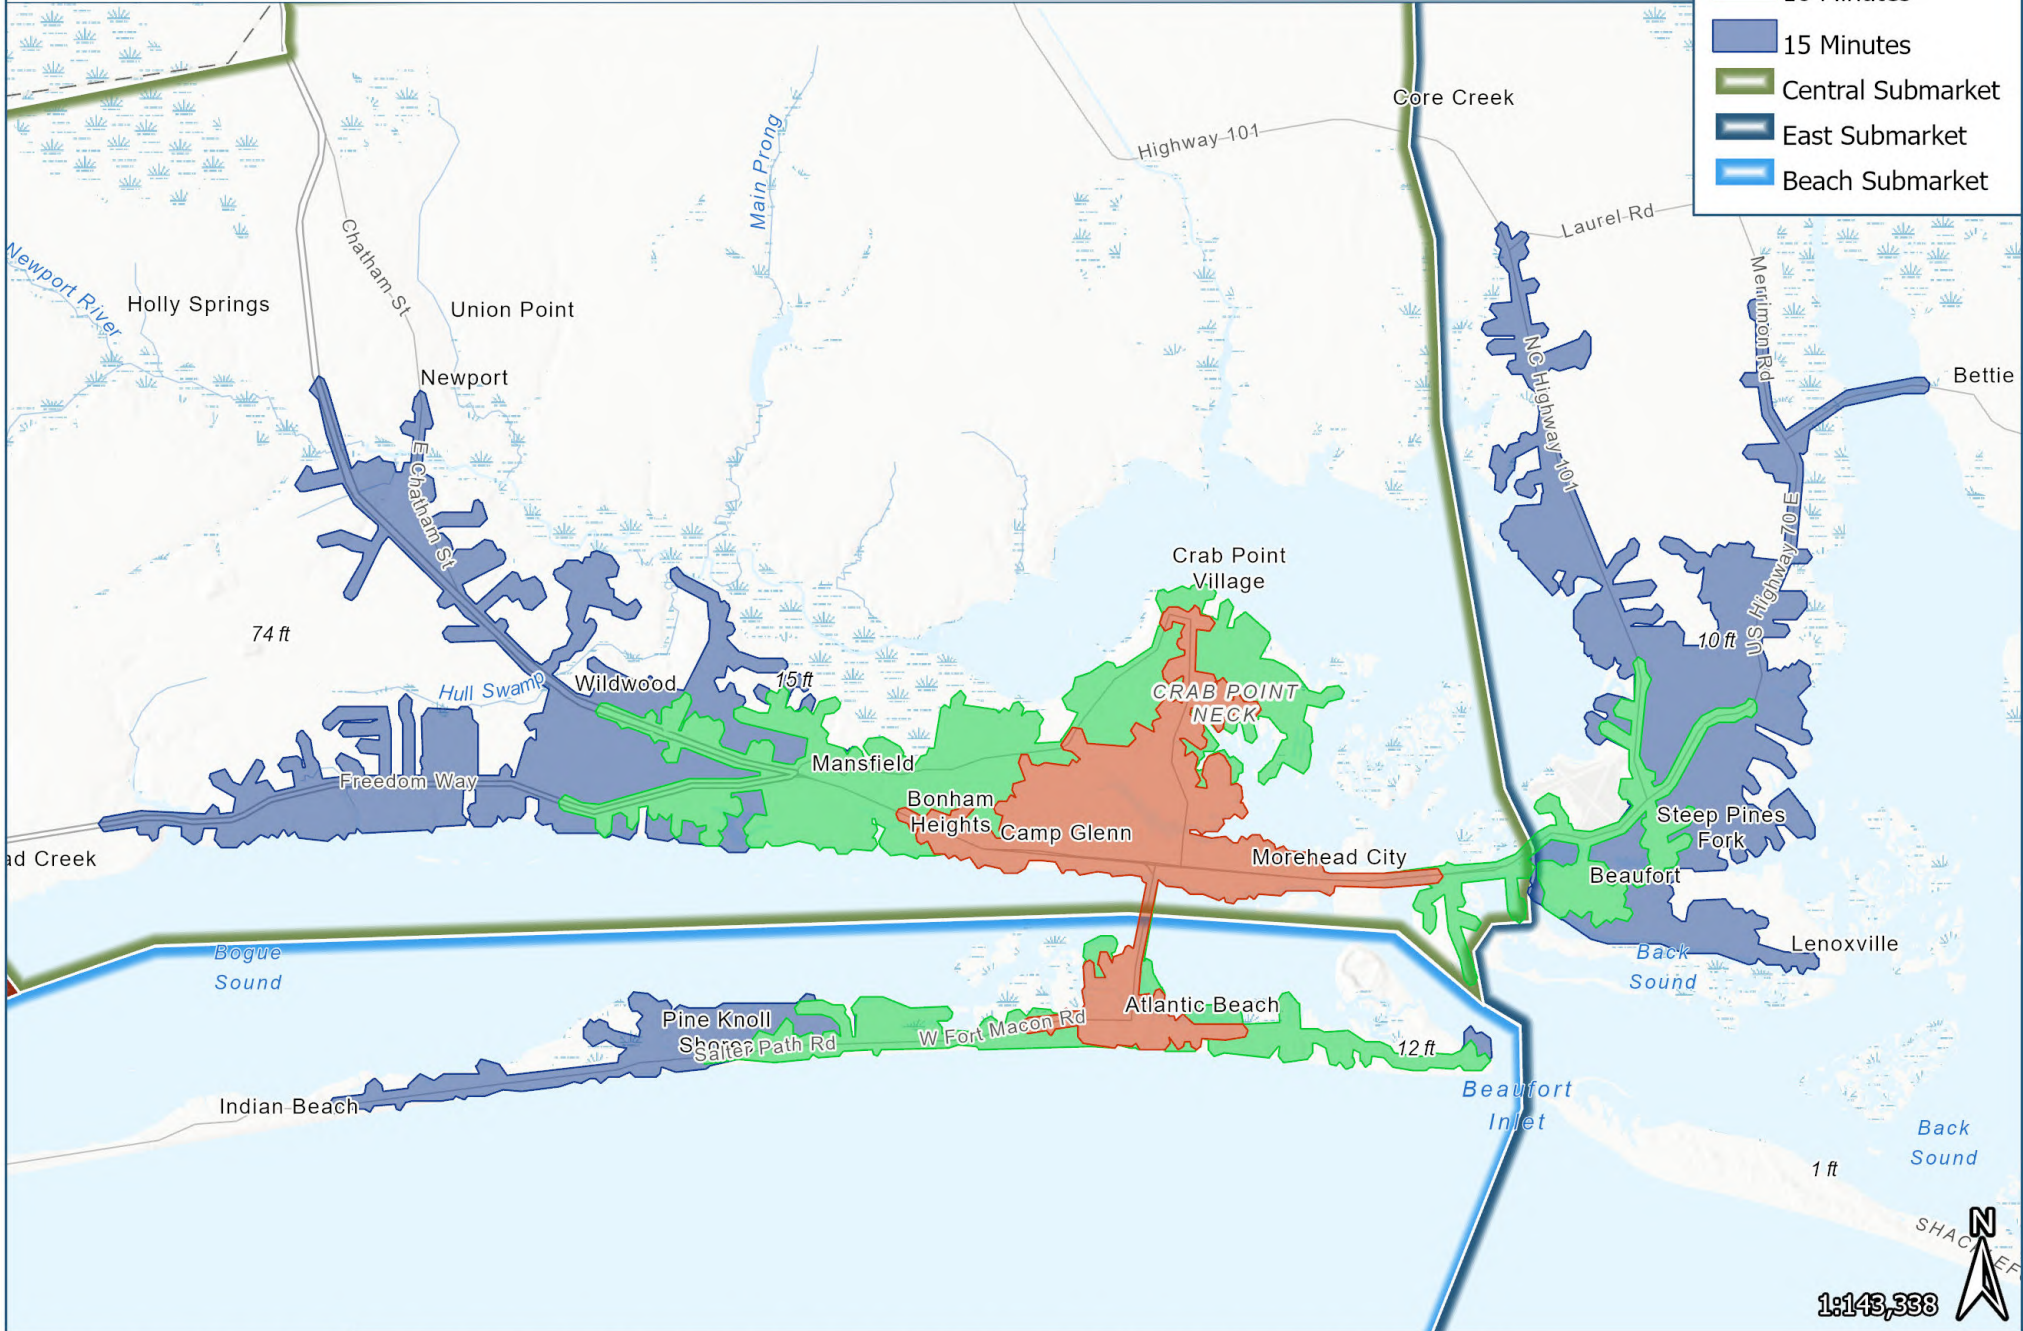 15 Minutes
Central Submarket
East Submarket
Beach Submarket
Core Creek
Highway 101
Laurel Rd
Main Prong
Chatham St
Newport River
Holly Springs
Union Point
Merrimon Rd
Newport
Bettie
NC Highway 101
E Chatham St
US Highway 70 E
Crab Point
Village
74 ft
10 ft
Hull Swamp
Wildwood
15 ft
CRAB POINT
NECK
Mansfield
Freedom Way
Bonham
Heights
Camp Glenn
Steep Pines
Fork
Morehead City
ad Creek
Beaufort
Lenoxville
Bogue
Sound
Back
Sound
Atlantic Beach
Pine Knoll
Shores
Salter Path Rd
W Fort Macon Rd
12 ft
Indian Beach
Beaufort
Inlet
Back
Sound
1 ft
N
1:143,338